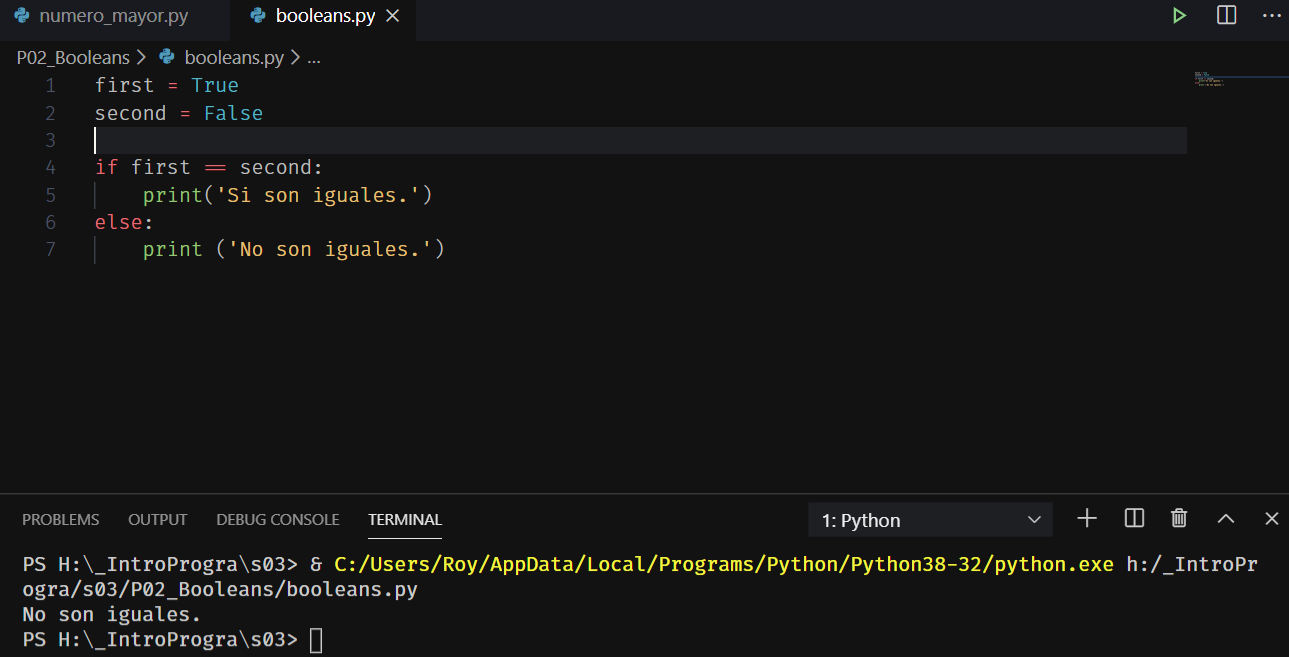 numero_mayor.py booleans.py
P02_Booleans > booleans.py > ...
1 first = True
2 second = False
3
4 if first == second:
5 print('Si son iguales.')
6 else:
7 print ('No son iguales.')
PROBLEMS OUTPUT DEBUG CONSOLE TERMINAL 1: Python
PS H:\_IntroProgra\s03> & C:/Users/Roy/AppData/Local/Programs/Python/Python38-32/python.exe h:/_IntroPr
ogra/s03/P02_Booleans/booleans.py
No son iguales.
PS H:\_IntroProgra\s03>